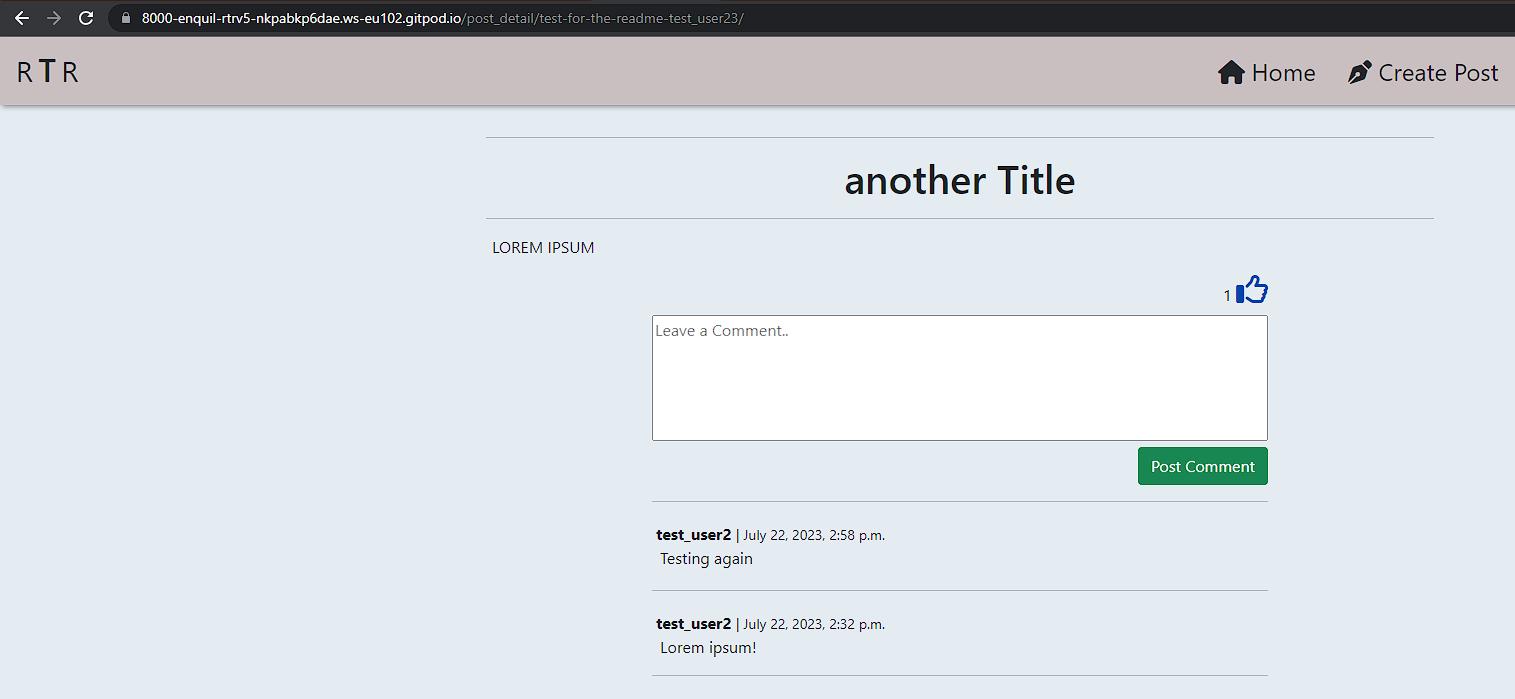 8000-enquil-rtrv5-nkpabkp6dae.ws-eu102.gitpod.io/post_detail/test-for-the-readme-test_user23/
R T R Home Create Post
another Title
LOREM IPSUM
1
Leave a Comment..
Post Comment
test_user2 | July 22, 2023, 2:58 p.m.
Testing again
test_user2 | July 22, 2023, 2:32 p.m.
Lorem ipsum!